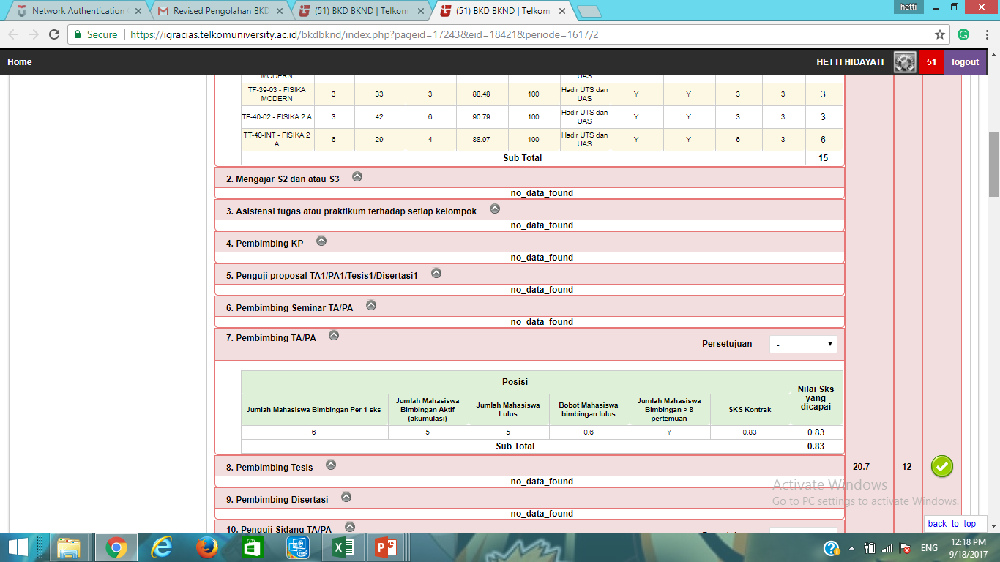 Network Authentication
Revised Pengolahan BKD
(51) BKD BKND | Telkom
(51) BKD BKND | Telkom
hetti
Secure
https://igracias.telkomuniversity.ac.id/bkdbknd/index.php?pageid=17243&eid=18421&periode=1617/2
Home
HETTI HIDAYATI
51
logout
MODERN UAS
TF-39-03 - FISIKA MODERN 3 33 3 88.48 100 Hadir UTS dan UAS Y Y 3 3 3
TF-40-02 - FISIKA 2 A 3 42 6 90.79 100 Hadir UTS dan UAS Y Y 3 3 3
TT-40-INT - FISIKA 2 A 6 29 4 88.97 100 Hadir UTS dan UAS Y Y 6 3 6
Sub Total 15
2. Mengajar S2 dan atau S3
no_data_found
3. Asistensi tugas atau praktikum terhadap setiap kelompok
no_data_found
4. Pembimbing KP
no_data_found
5. Penguji proposal TA1/PA1/Tesis1/Disertasi1
no_data_found
6. Pembimbing Seminar TA/PA
no_data_found
7. Pembimbing TA/PA
Persetujuan -
Posisi
Nilai Sks yang dicapai
Jumlah Mahasiswa Bimbingan Per 1 sks
Jumlah Mahasiswa Bimbingan Aktif (akumulasi)
Jumlah Mahasiswa Lulus
Bobot Mahasiswa bimbingan lulus
Jumlah Mahasiswa Bimbingan > 8 pertemuan
SKS Kontrak
6 5 5 0.6 Y 0.83 0.83
Sub Total 0.83
8. Pembimbing Tesis
20.7 12
no_data_found
Activate Windows
Go to PC settings to activate Windows.
9. Pembimbing Disertasi
no_data_found
back_to_top
10. Penguji Sidang TA/PA
ENG
12:18 PM
9/18/2017